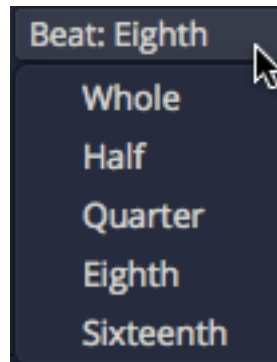 Beat: Eighth
Whole
Half
Quarter
Eighth
Sixteenth